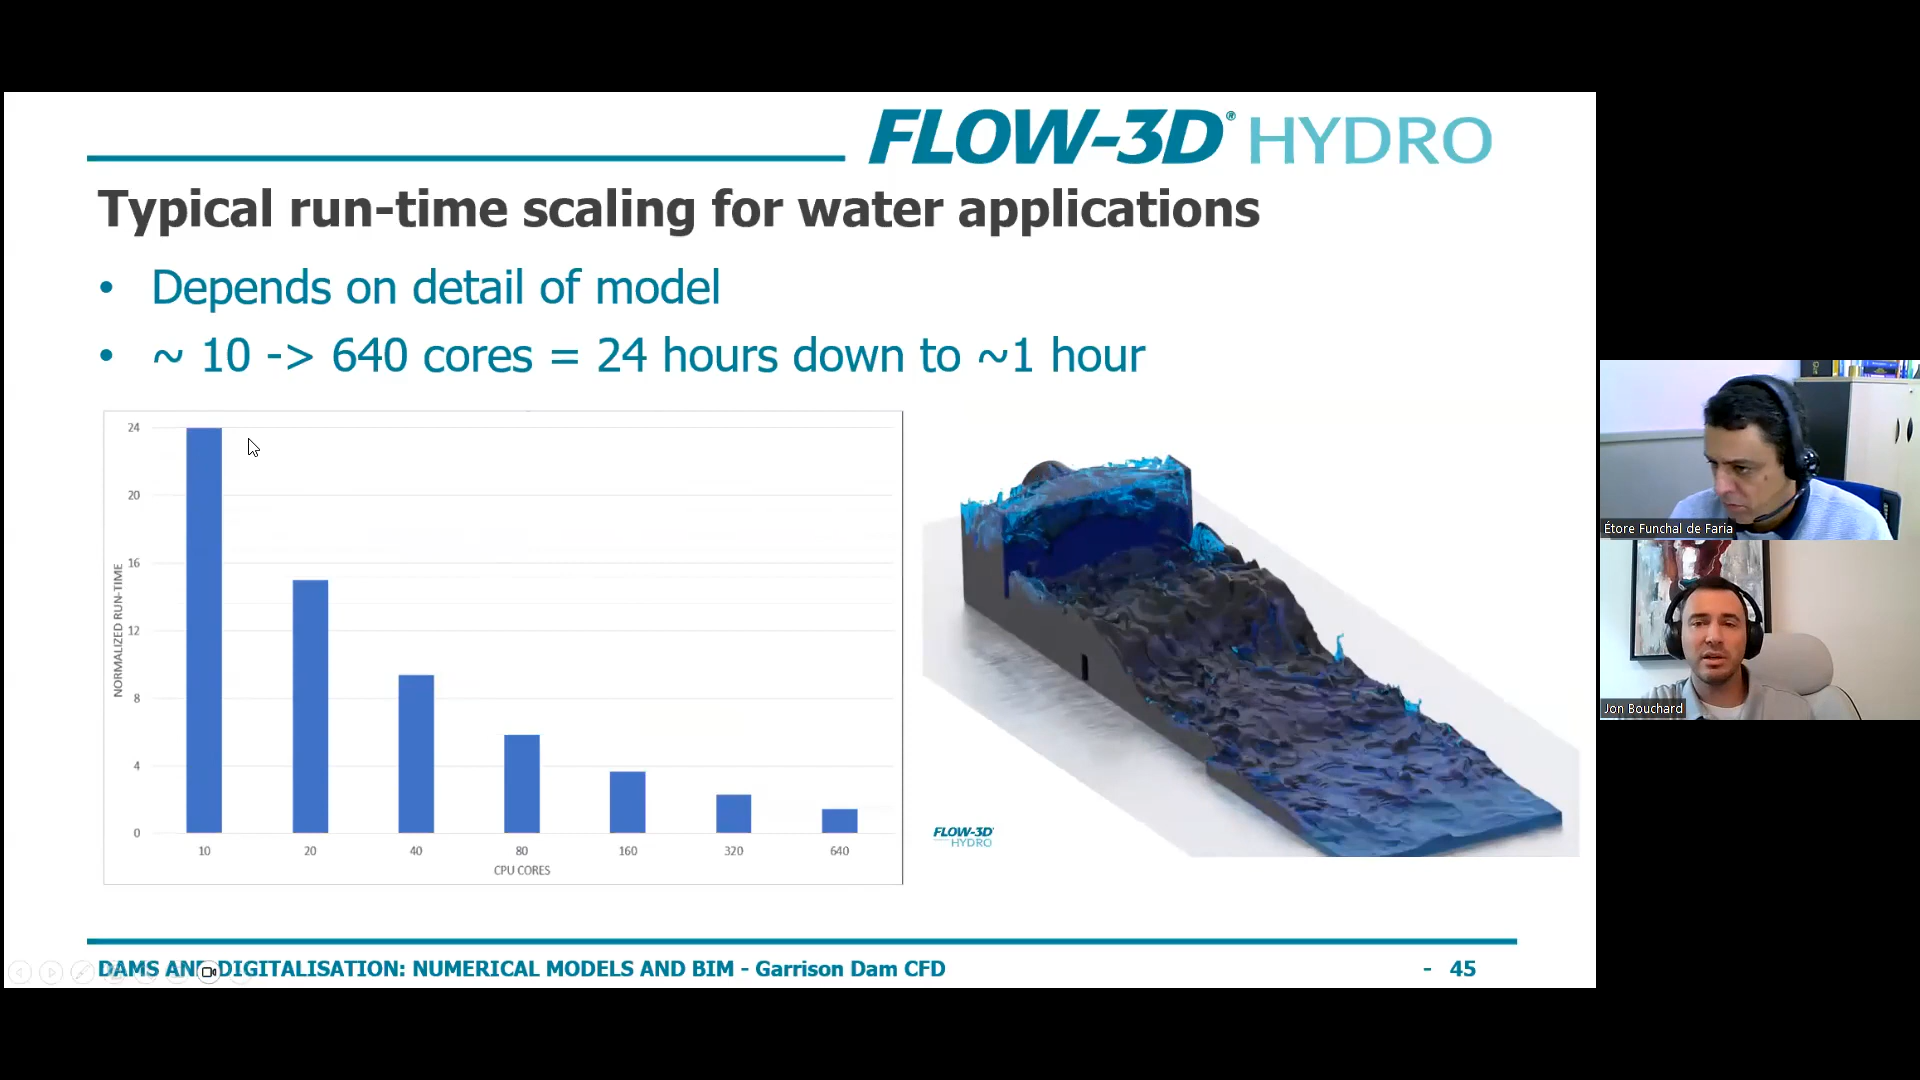 FLOW-3D® HYDRO
Typical run-time scaling for water applications
• Depends on detail of model
• ~ 10 -> 640 cores = 24 hours down to ~1 hour
24
20
16
12
8
4
0
NORMALIZED RUN-TIME
10 20 40 80 160 320 640
CPU CORES
FLOW-3D®
HYDRO
Étore Funchal de Faria
Jon Bouchard
DAMS AND DIGITALISATION: NUMERICAL MODELS AND BIM - Garrison Dam CFD
- 45